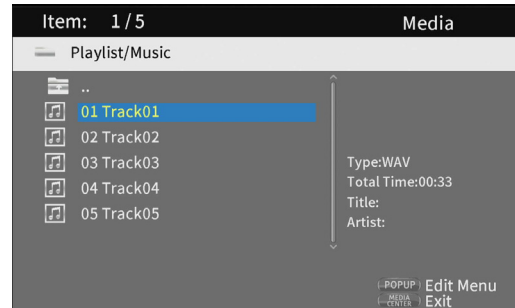 Item: 1/5 Media
Playlist/Music
..
01 Track01
02 Track02
03 Track03
04 Track04
05 Track05
Type:WAV
Total Time:00:33
Title:
Artist:
POPUP Edit Menu
MEDIA CENTER Exit